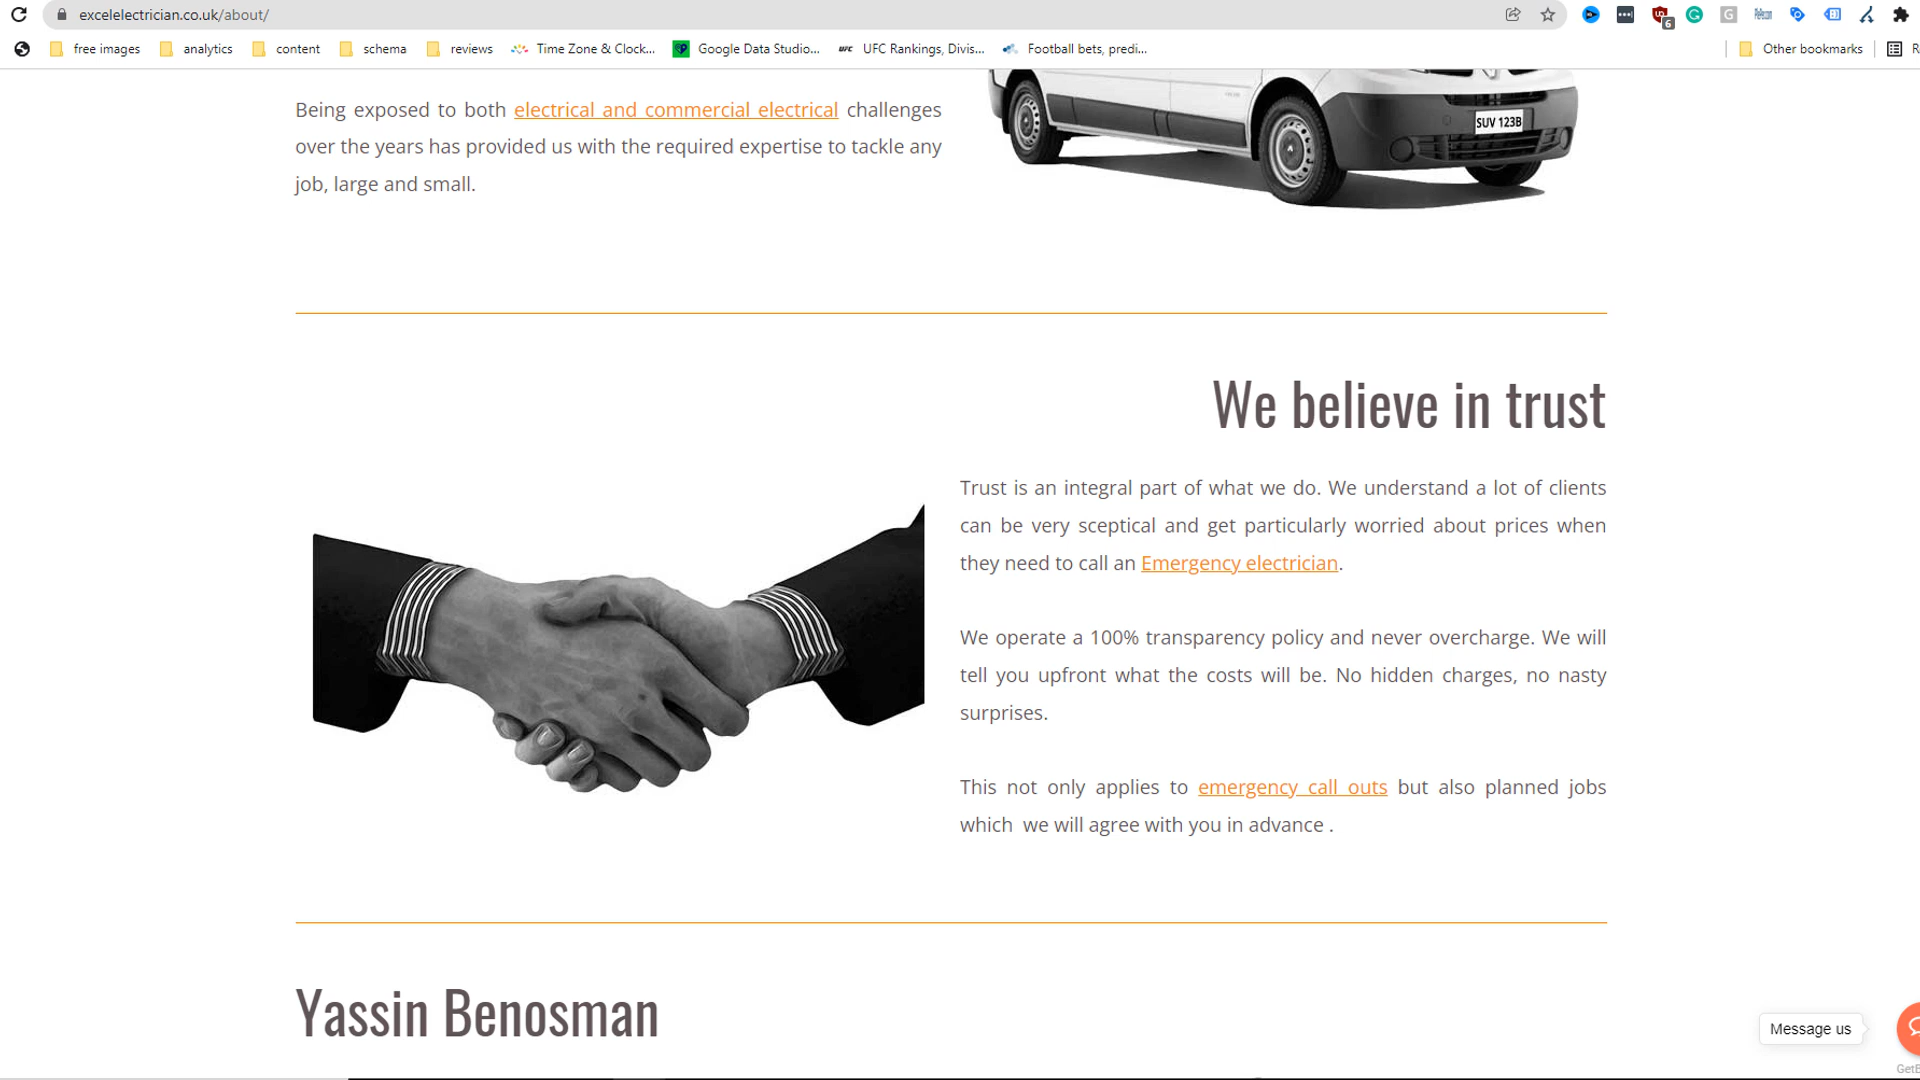 excelelectrician.co.uk/about/
6
free images analytics content schema reviews Time Zone & Clock... Google Data Studio... UFC UFC Rankings, Divis... Football bets, predi... Other bookmarks R
Being exposed to both electrical and commercial electrical challenges
over the years has provided us with the required expertise to tackle any
job, large and small.
SUV 123B
We believe in trust
Trust is an integral part of what we do. We understand a lot of clients
can be very sceptical and get particularly worried about prices when
they need to call an Emergency electrician.
We operate a 100% transparency policy and never overcharge. We will
tell you upfront what the costs will be. No hidden charges, no nasty
surprises.
This not only applies to emergency call outs but also planned jobs
which  we will agree with you in advance .
Yassin Benosman
Message us